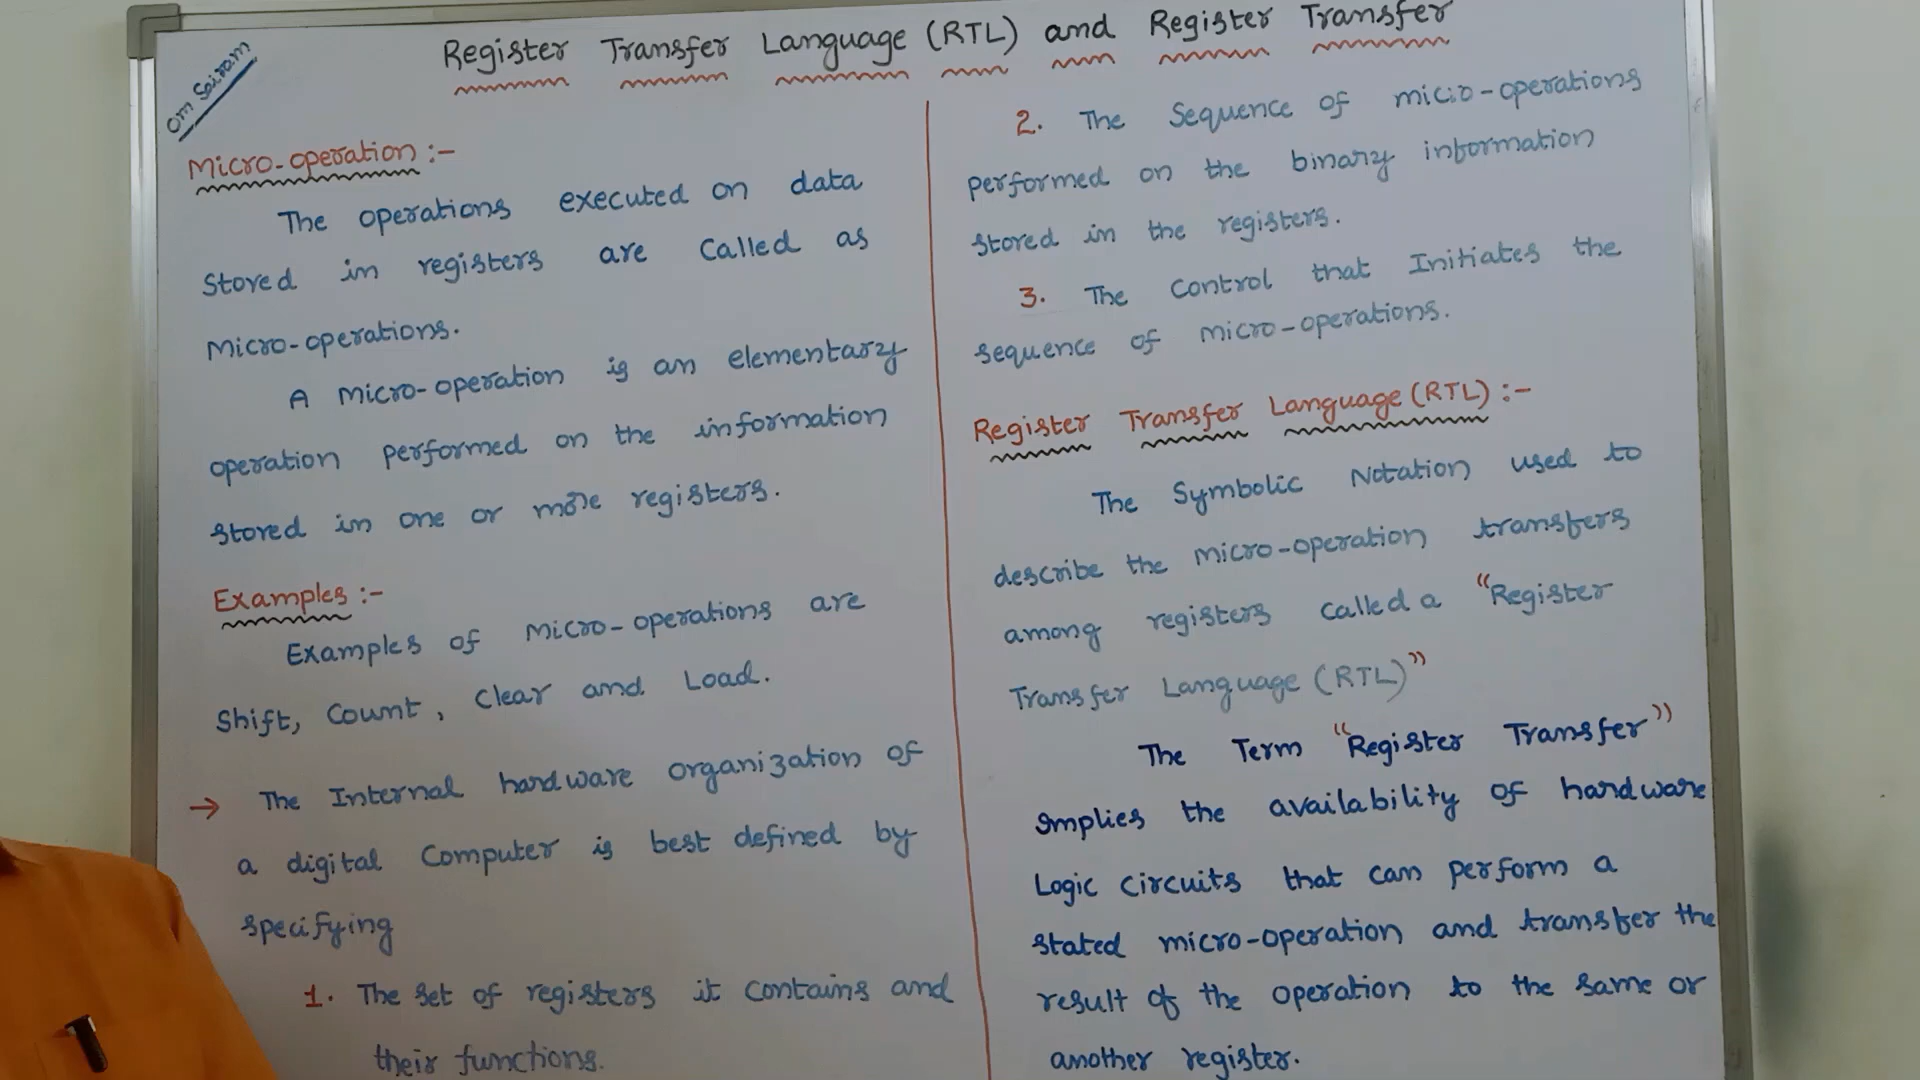 Om Sairam
Register Transfer Language (RTL) and Register Transfer
Micro-operation :-
The operations executed on data
stored in registers are called as
Micro-operations.
A Micro-operation is an elementary
operation performed on the information
stored in one or more registers.
Examples :-
Examples of Micro-operations are
Shift, Count, Clear and Load.
→ The Internal hardware organization of
a digital Computer is best defined by
specifying
1. The set of registers it contains and
their functions.
2. The Sequence of micro-operations
performed on the binary information
stored in the registers.
3. The Control that Initiates the
sequence of micro-operations.
Register Transfer Language (RTL) :-
The Symbolic Notation used to
describe the micro-operation transfers
among registers called a "Register
Transfer Language (RTL)"
The Term "Register Transfer"
Implies the availability of hardware
Logic circuits that can perform a
stated micro-operation and transfer the
result of the operation to the same or
another register.